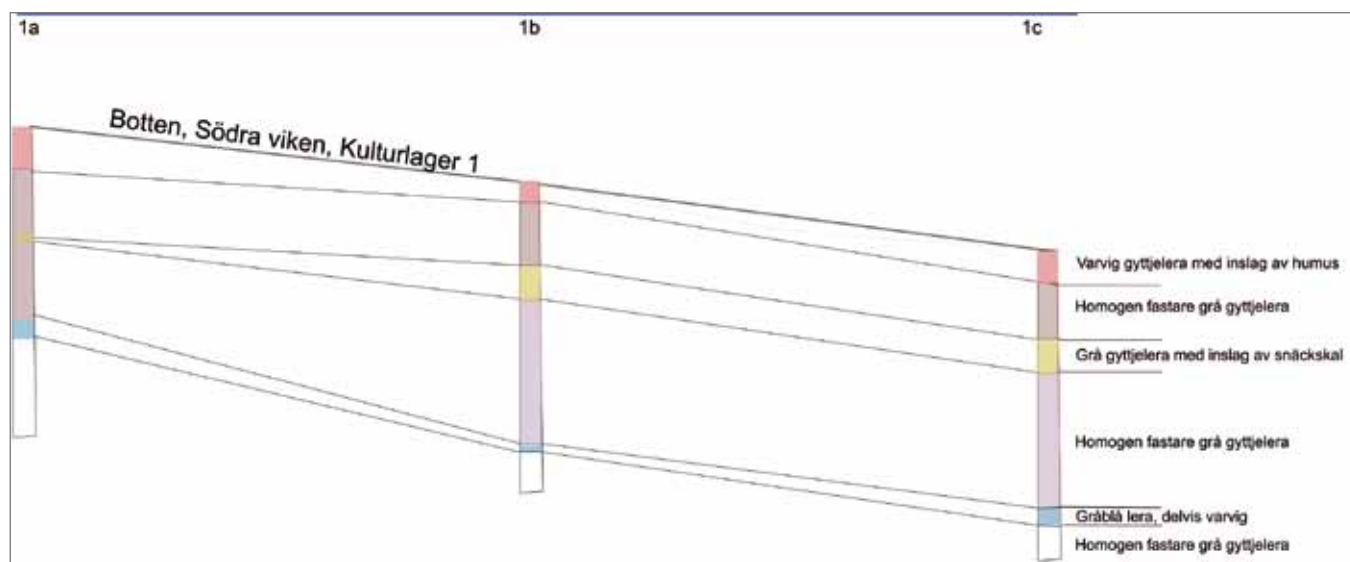 1a
1b
1c
Botten, Södra viken, Kulturlager 1
Varvig gyttjelera med inslag av humus
Homogen fastare grå gyttjelera
Grå gyttjelera med inslag av snäckskal
Homogen fastare grå gyttjelera
Gråblå lera, delvis varvig
Homogen fastare grå gyttjelera